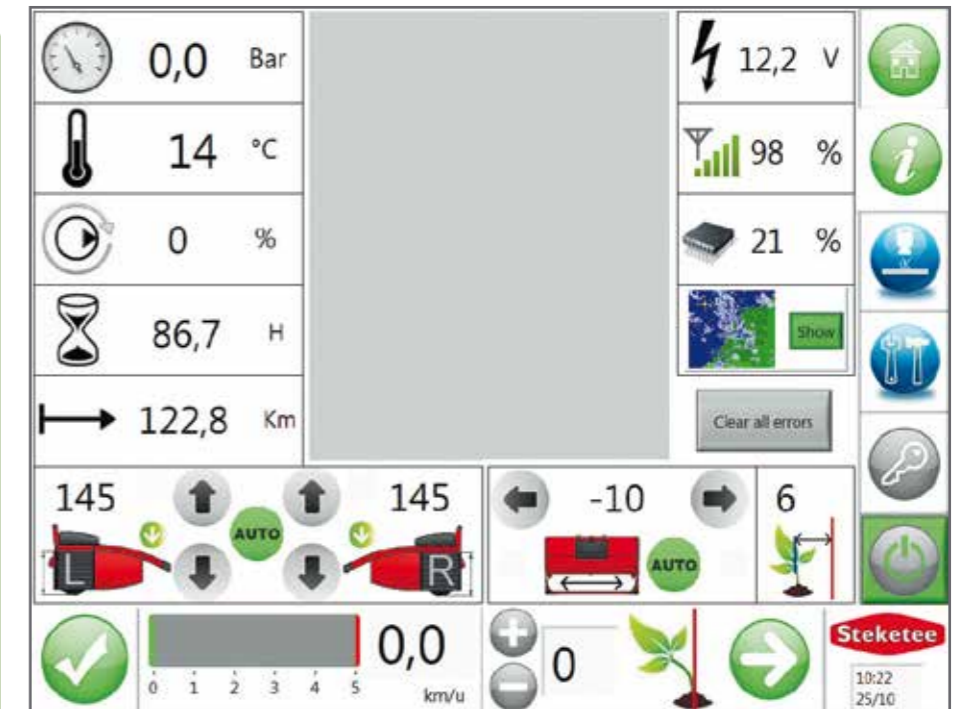 0,0 Bar
14 °C
0 %
86,7 H
122,8 Km
12,2 V
98 %
21 %
Show
Clear all errors
145
AUTO
145
L
R
-10
AUTO
6
0 1 2 3 4 5
0,0
km/u
0
Steketee
10:22
25/10